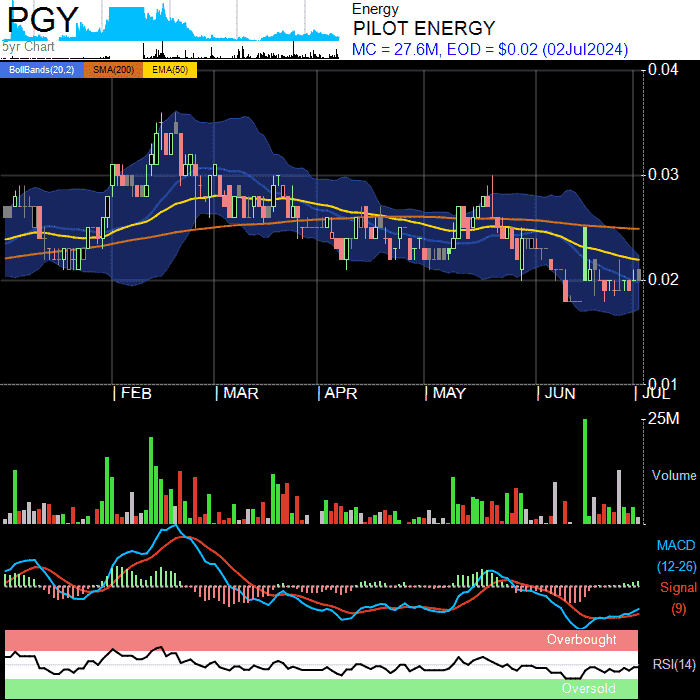 PGY
5yr Chart
Energy
PILOT ENERGY
MC = 27.6M, EOD = $0.02 (02Jul2024)
BollBands(20,2) SMA(200) EMA(50)
0.04
0.03
0.02
0.01
FEB MAR APR MAY JUN JUL
25M
Volume
MACD
(12-26)
Signal
(9)
Overbought
RSI(14)
Oversold